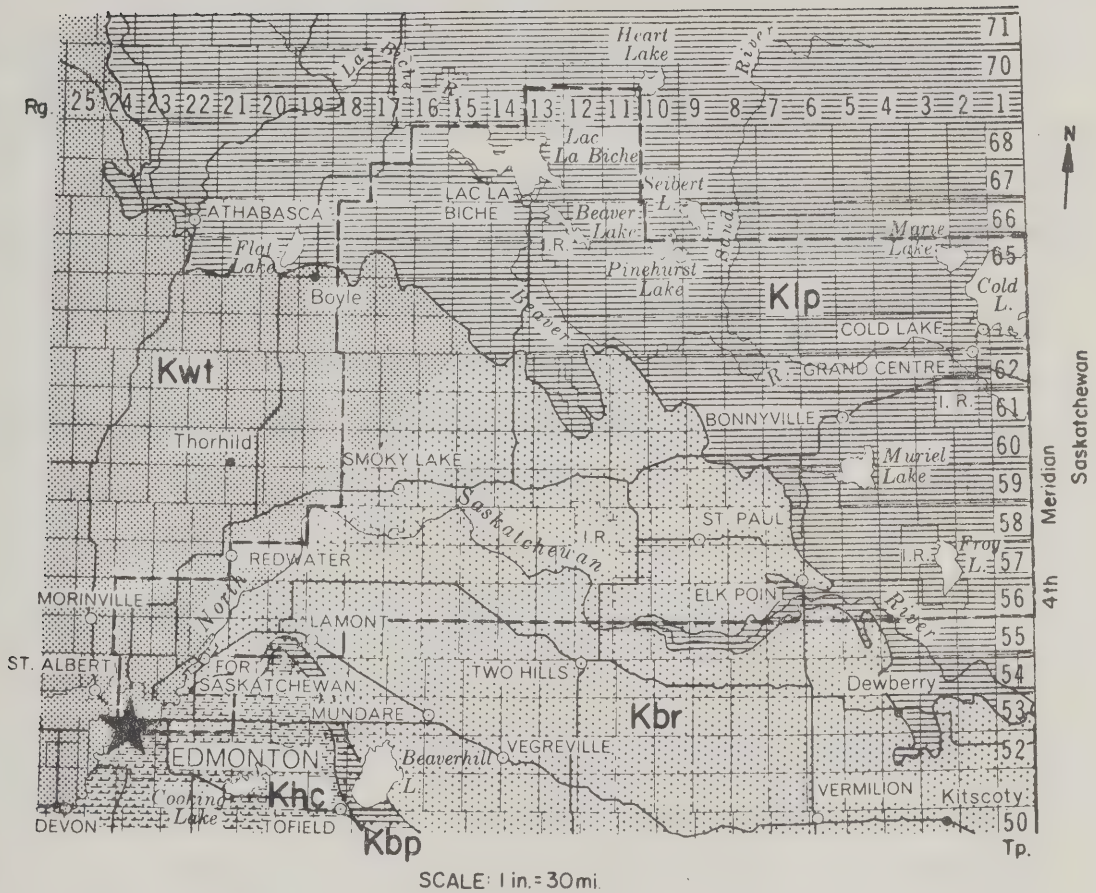 71
Heart
Lake
River
La
Biche
R
70
Rg. 25 24 23 22 21 20 19 18 17 16 15 14 13 12 11 10 9 8 7 6 5 4 3 2 1
68
Lac
La Biche
N
67
LAC LA
BICHE
Seibert
L.
ATHABASCA
Beaver
Lake
66
Sand
Flat
Lake
I.R.
Marie
Lake
65
Pinehurst
Lake
Boyle
Klp
Cold
L.
Beaver
COLD LAKE
Kwt
R
GRAND CENTRE
62
I.R.
61
BONNYVILLE
Thorhild
60
SMOKY LAKE
Muriel
Lake
59
Saskatchewan
ST. PAUL
58
I.R.
REDWATER
I.R.
Frog
L.
57
North
MORINVILLE
ELK POINT
56
River
LAMONT
55
ST. ALBERT
FORT
SASKATCHEWAN
TWO HILLS
54
Dewberry
MUNDARE
Kbr
53
EDMONTON
Beaverhill
L.
VEGREVILLE
52
Cooking
Lake
Khc
VERMILION
Kitscoty
DEVON
TOFIELD
50
Kbp
Tp.
4th Meridian
Saskatchewan
SCALE: 1 in. = 30 mi.